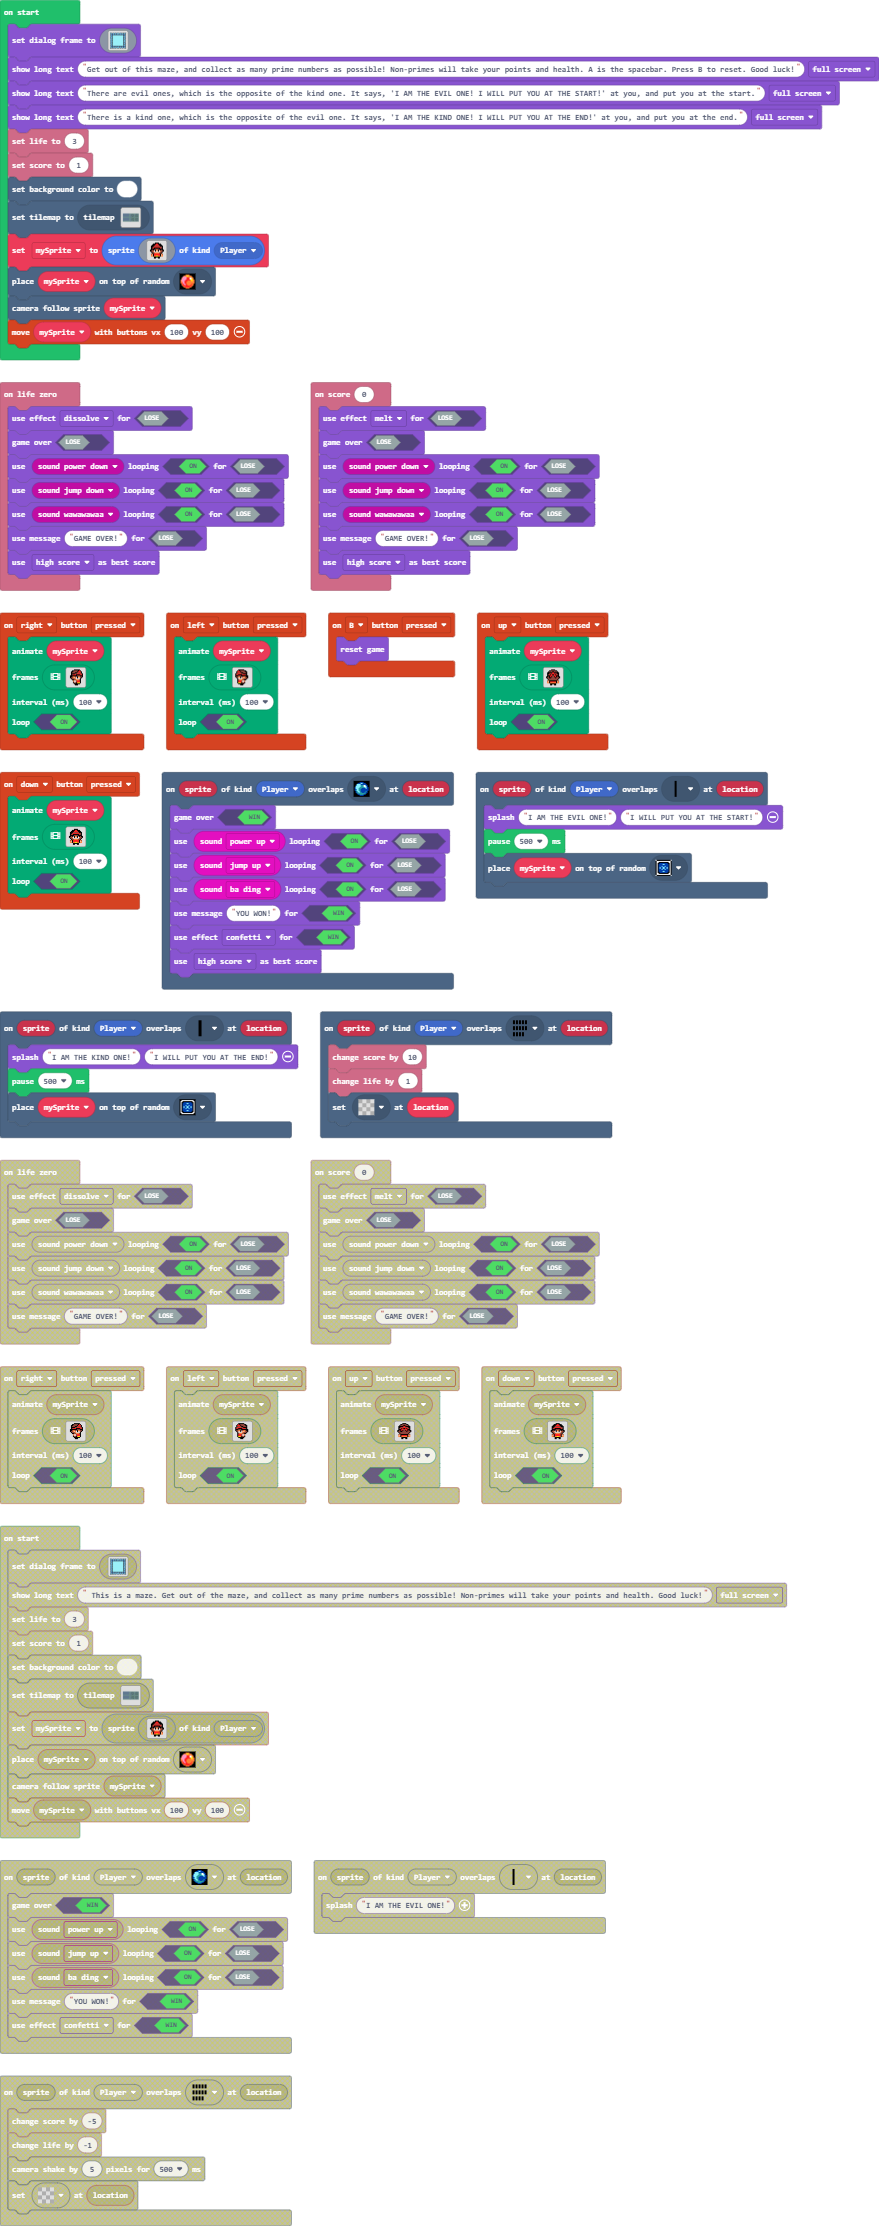 on start
set dialog frame to
show long text "Get out of this maze, and collect as many prime numbers as possible! Non-primes will take your points and health. A is the spacebar. Press B to reset. Good luck!" full screen
show long text "There are evil ones, which is the opposite of the kind one. It says, 'I AM THE EVIL ONE! I WILL PUT YOU AT THE START!' at you, and put you at the start." full screen
show long text "There is a kind one, which is the opposite of the evil one. It says, 'I AM THE KIND ONE! I WILL PUT YOU AT THE END!' at you, and put you at the end." full screen
set life to 3
set score to 1
set background color to
set tilemap to tilemap
set mySprite to sprite of kind Player
place mySprite on top of random
camera follow sprite mySprite
move mySprite with buttons vx 100 vy 100
on life zero
use effect dissolve for LOSE
game over LOSE
use sound power down looping ON for LOSE
use sound jump down looping ON for LOSE
use sound wawawawaa looping ON for LOSE
use message "GAME OVER!" for LOSE
use high score as best score
on score 0
use effect melt for LOSE
game over LOSE
use sound power down looping ON for LOSE
use sound jump down looping ON for LOSE
use sound wawawawaa looping ON for LOSE
use message "GAME OVER!" for LOSE
use high score as best score
on right button pressed
animate mySprite
frames
interval (ms) 100
loop ON
on left button pressed
animate mySprite
frames
interval (ms) 100
loop ON
on B button pressed
reset game
on up button pressed
animate mySprite
frames
interval (ms) 100
loop ON
on down button pressed
animate mySprite
frames
interval (ms) 100
loop ON
on sprite of kind Player overlaps at location
game over WIN
use sound power up looping ON for LOSE
use sound jump up looping ON for LOSE
use sound ba ding looping ON for LOSE
use message "YOU WON!" for WIN
use effect confetti for WIN
use high score as best score
on sprite of kind Player overlaps at location
splash "I AM THE EVIL ONE!" "I WILL PUT YOU AT THE START!"
pause 500 ms
place mySprite on top of random
on sprite of kind Player overlaps at location
splash "I AM THE KIND ONE!" "I WILL PUT YOU AT THE END!"
pause 500 ms
place mySprite on top of random
on sprite of kind Player overlaps at location
change score by 10
change life by 1
set at location
on life zero
use effect dissolve for LOSE
game over LOSE
use sound power down looping ON for LOSE
use sound jump down looping ON for LOSE
use sound wawawawaa looping ON for LOSE
use message "GAME OVER!" for LOSE
on score 0
use effect melt for LOSE
game over LOSE
use sound power down looping ON for LOSE
use sound jump down looping ON for LOSE
use sound wawawawaa looping ON for LOSE
use message "GAME OVER!" for LOSE
on right button pressed
animate mySprite
frames
interval (ms) 100
loop ON
on left button pressed
animate mySprite
frames
interval (ms) 100
loop ON
on up button pressed
animate mySprite
frames
interval (ms) 100
loop ON
on down button pressed
animate mySprite
frames
interval (ms) 100
loop ON
on start
set dialog frame to
show long text " This is a maze. Get out of the maze, and collect as many prime numbers as possible! Non-primes will take your points and health. Good luck!" full screen
set life to 3
set score to 1
set background color to
set tilemap to tilemap
set mySprite to sprite of kind Player
place mySprite on top of random
camera follow sprite mySprite
move mySprite with buttons vx 100 vy 100
on sprite of kind Player overlaps at location
game over WIN
use sound power up looping ON for LOSE
use sound jump up looping ON for LOSE
use sound ba ding looping ON for LOSE
use message "YOU WON!" for WIN
use effect confetti for WIN
on sprite of kind Player overlaps at location
splash "I AM THE EVIL ONE!"
on sprite of kind Player overlaps at location
change score by -5
change life by -1
camera shake by 5 pixels for 500 ms
set at location